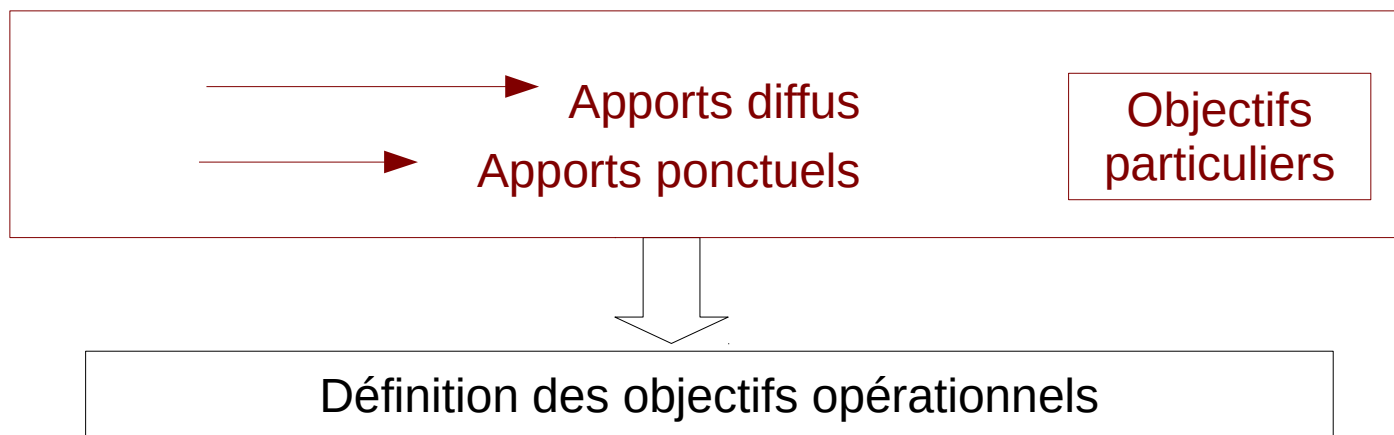 Apports diffus
Apports ponctuels
Objectifs
particuliers
Définition des objectifs opérationnels